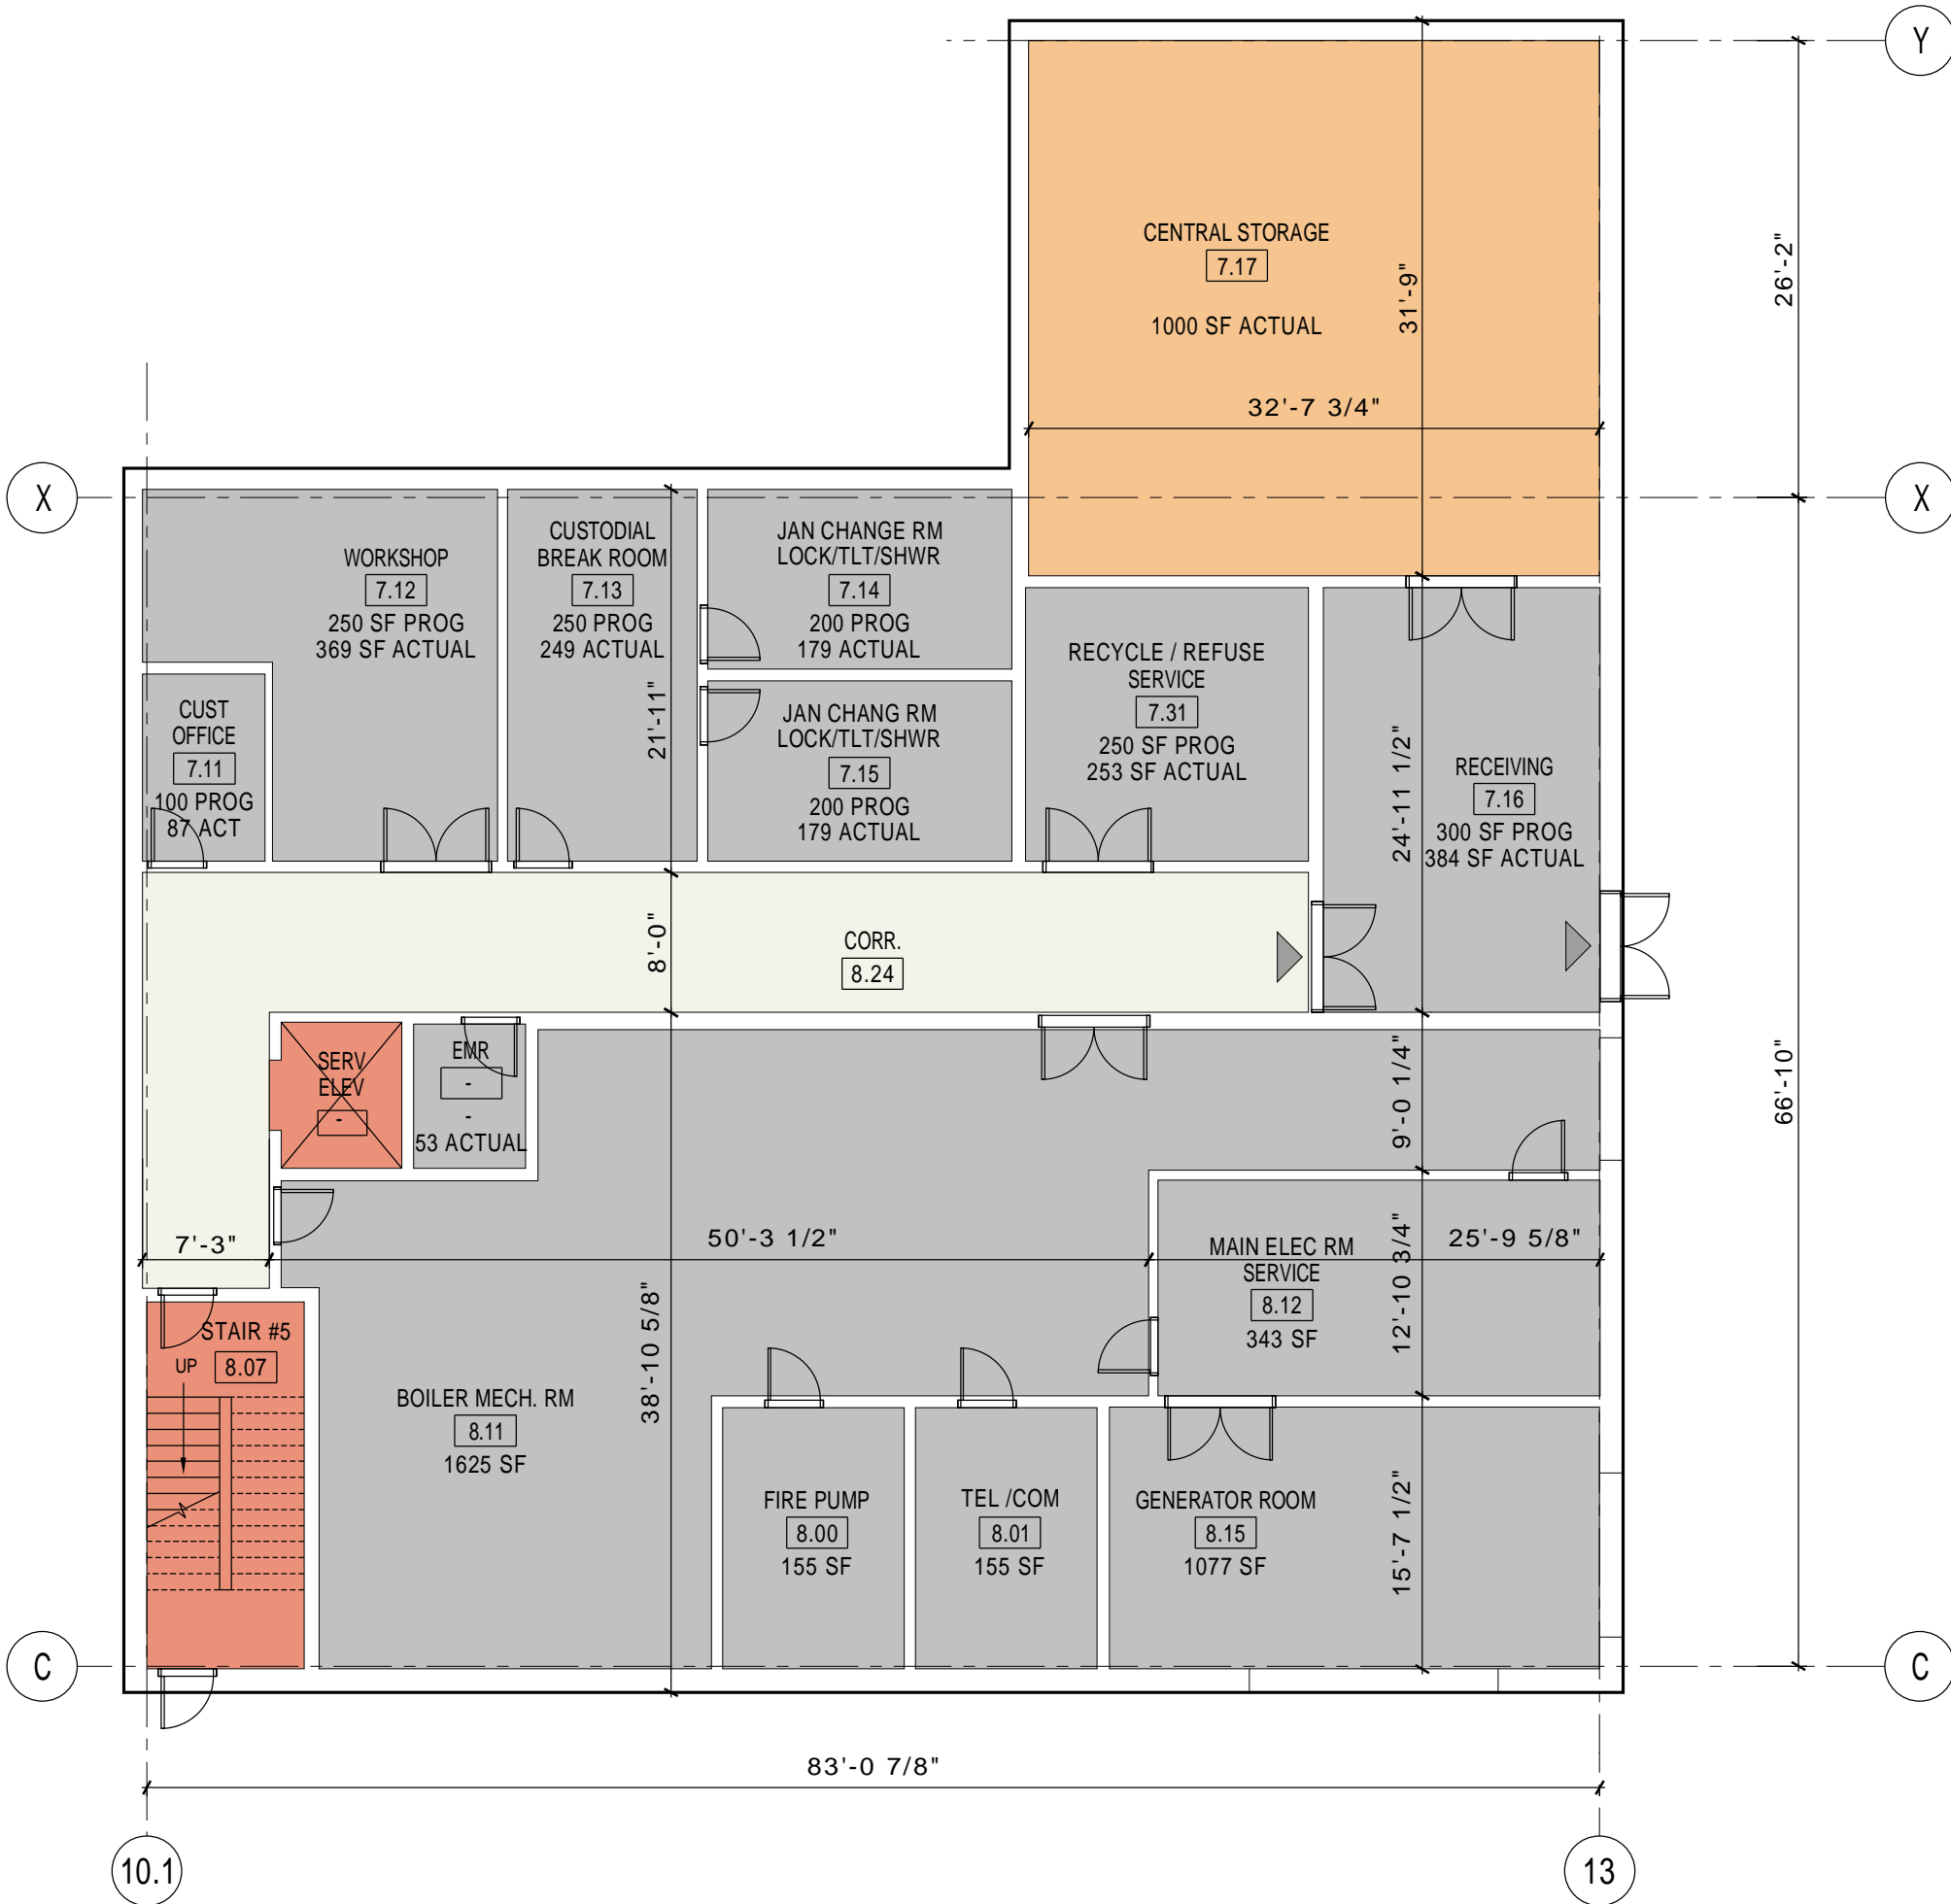 Y
CENTRAL STORAGE
7.17
1000 SF ACTUAL
31'-9"
26'-2"
32'-7 3/4"
X
X
WORKSHOP
7.12
250 SF PROG
369 SF ACTUAL
CUSTODIAL
BREAK ROOM
7.13
250 PROG
249 ACTUAL
JAN CHANGE RM
LOCK/TLT/SHWR
7.14
200 PROG
179 ACTUAL
CUST
OFFICE
7.11
100 PROG
87 ACT
21'-11"
JAN CHANG RM
LOCK/TLT/SHWR
7.15
200 PROG
179 ACTUAL
RECYCLE / REFUSE
SERVICE
7.31
250 SF PROG
253 SF ACTUAL
24'-11 1/2"
RECEIVING
7.16
300 SF PROG
384 SF ACTUAL
8'-0"
CORR.
8.24
SERV
ELEV
-
EMR
-
-
53 ACTUAL
9'-0 1/4"
66'-10"
7'-3"
50'-3 1/2"
25'-9 5/8"
MAIN ELEC RM
SERVICE
8.12
343 SF
12'-10 3/4"
38'-10 5/8"
STAIR #5
UP
8.07
BOILER MECH. RM
8.11
1625 SF
FIRE PUMP
8.00
155 SF
TEL /COM
8.01
155 SF
GENERATOR ROOM
8.15
1077 SF
15'-7 1/2"
C
C
83'-0 7/8"
10.1
13